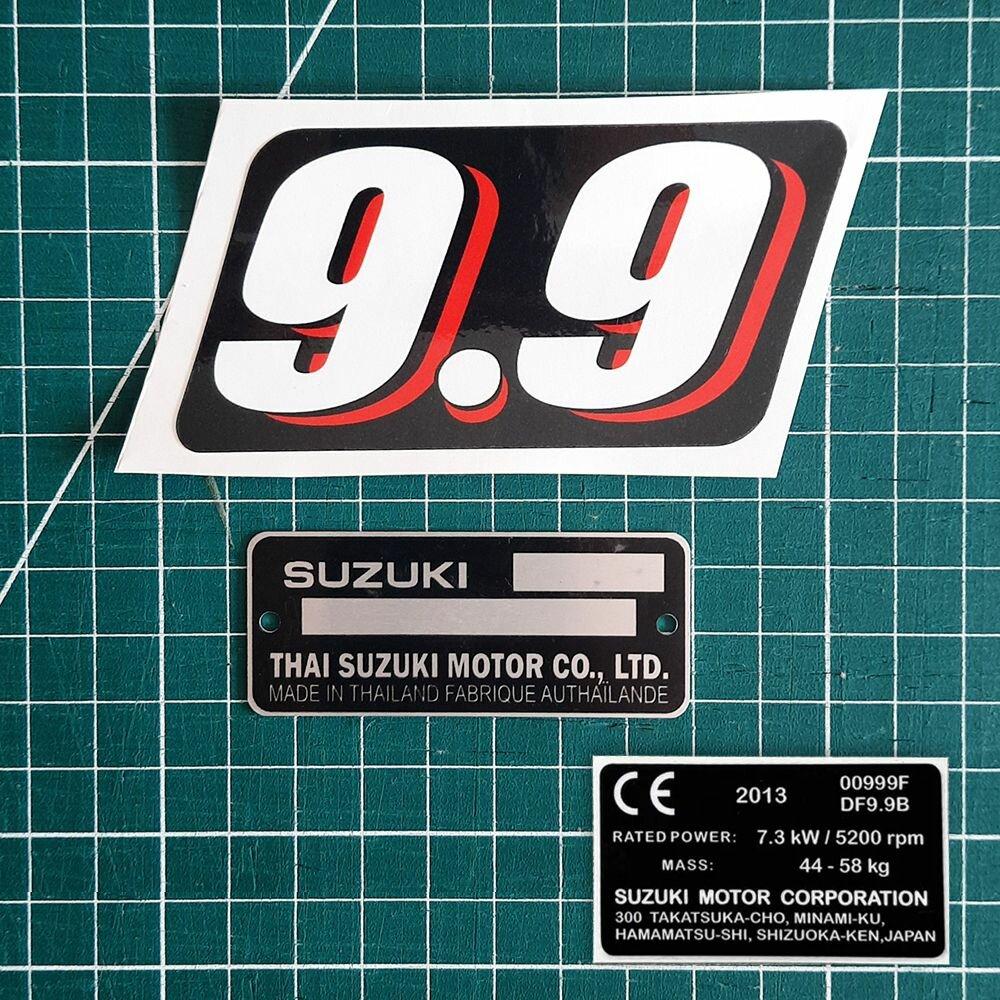 9.9
SUZUKI
THAI SUZUKI MOTOR CO., LTD.
MADE IN THAILAND FABRIQUE AUTHAÏLANDE
CE 2013 00999F
DF9.9B
RATED POWER: 7.3 kW / 5200 rpm
MASS: 44 - 58 kg
SUZUKI MOTOR CORPORATION
300 TAKATSUKA-CHO, MINAMI-KU,
HAMAMATSU-SHI, SHIZUOKA-KEN,JAPAN